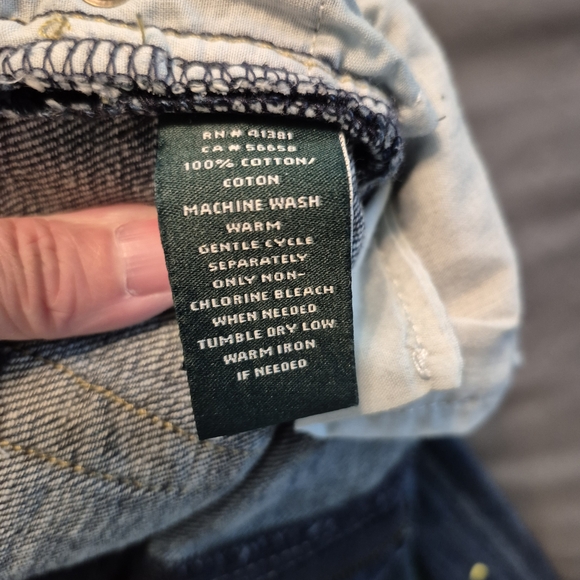 RN# 41381
CA# 56658
100% COTTON/
COTON
MACHINE WASH
WARM
GENTLE CYCLE
SEPARATELY
ONLY NON-
CHLORINE BLEACH
WHEN NEEDED
TUMBLE DRY LOW
WARM IRON
IF NEEDED